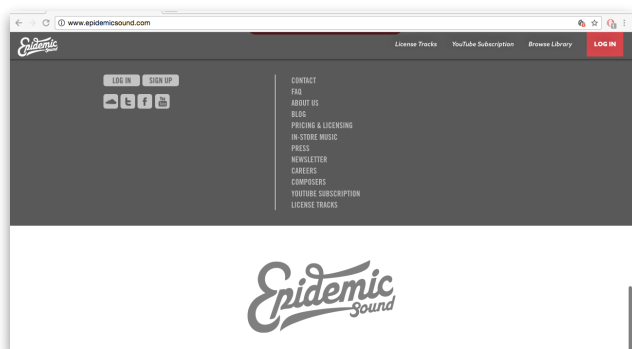 www.epidemicsound.com
Epidemic Sound
License Tracks YouTube Subscription Browse Library LOG IN
LOG IN SIGN UP
CONTACT
FAQ
ABOUT US
BLOG
PRICING & LICENSING
IN-STORE MUSIC
PRESS
NEWSLETTER
CAREERS
COMPOSERS
YOUTUBE SUBSCRIPTION
LICENSE TRACKS
Epidemic
Sound